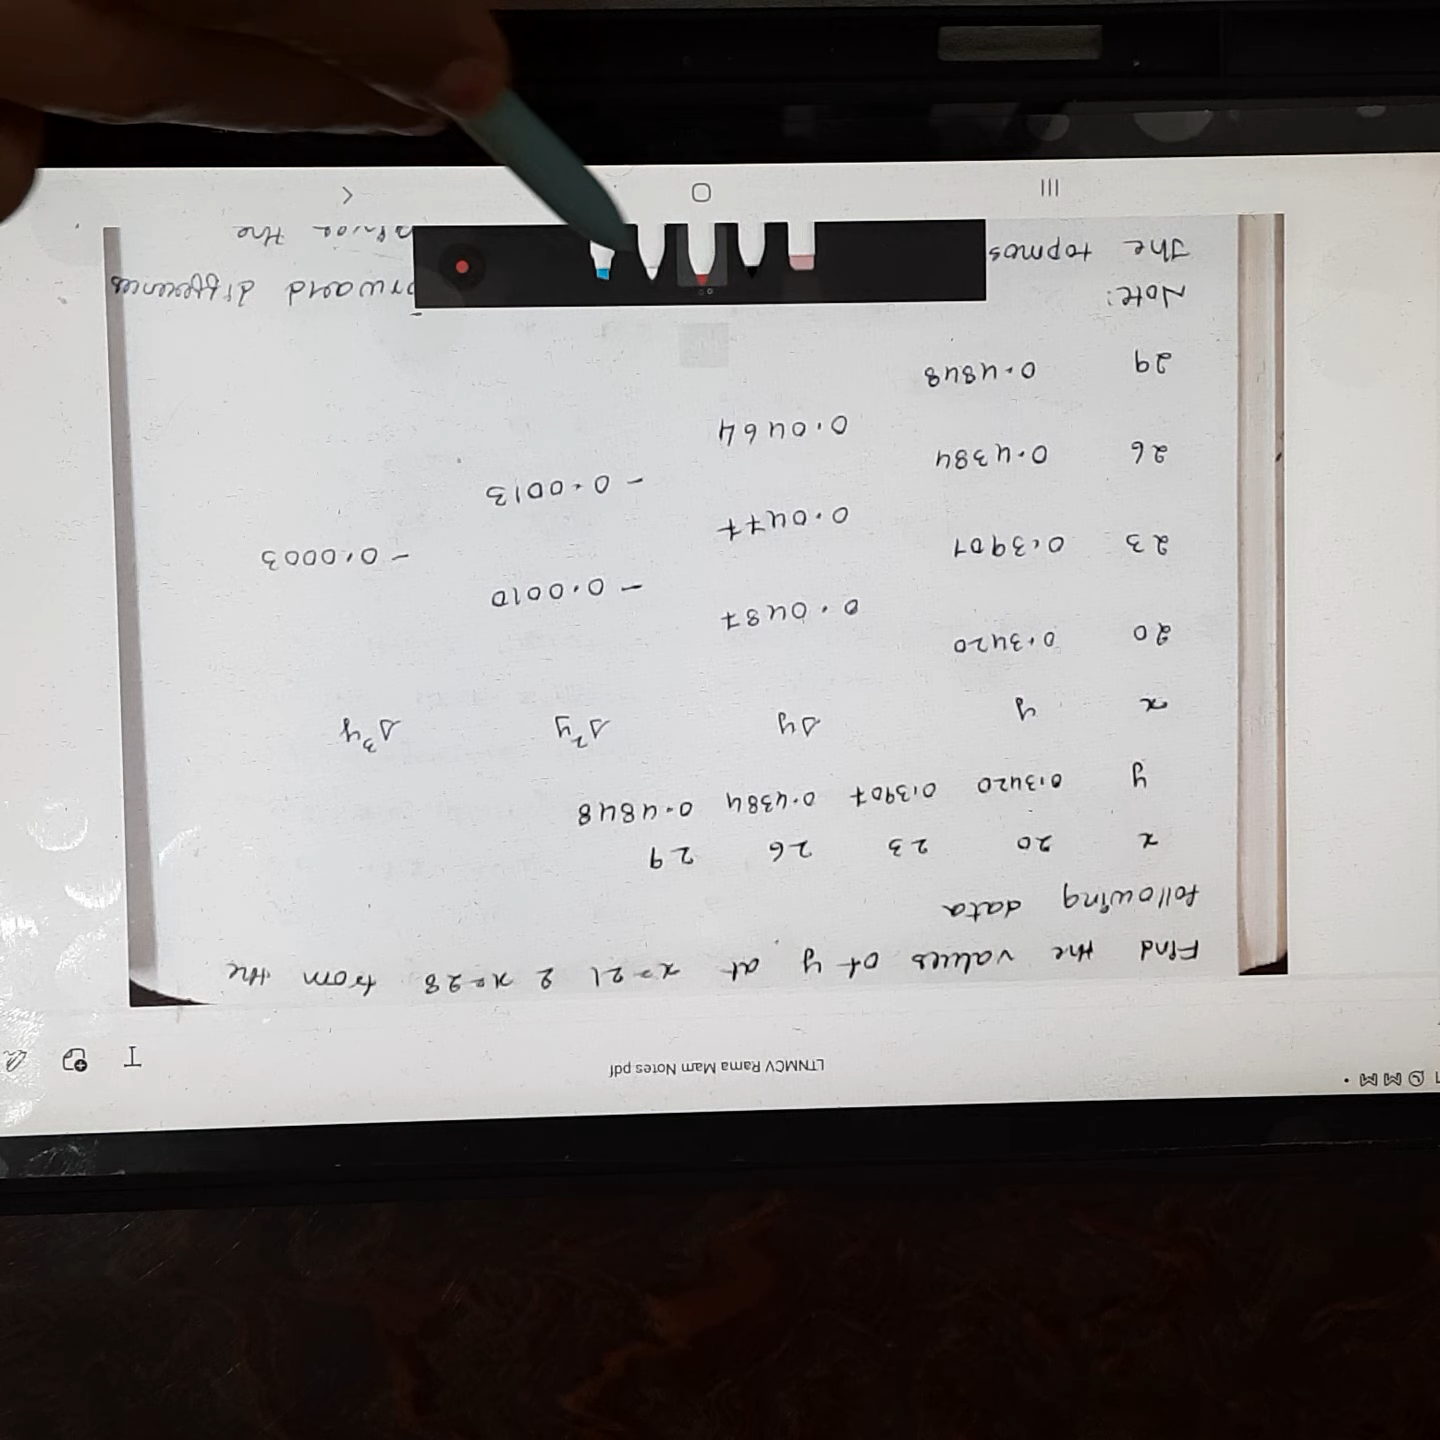 LTNMCV Rama Mam Notes pdf
T
Find the values of y at x=21 & x=28 from the
following data
x 20 23 26 29
y 0.3420 0.3907 0.4384 0.4848
x y Δy Δ²y Δ³y
20 0.3420
0.0487
-0.0010
23 0.3907
-0.0003
0.0477
-0.0013
26 0.4384
0.0464
29 0.4848
Note: differences
The topmos the